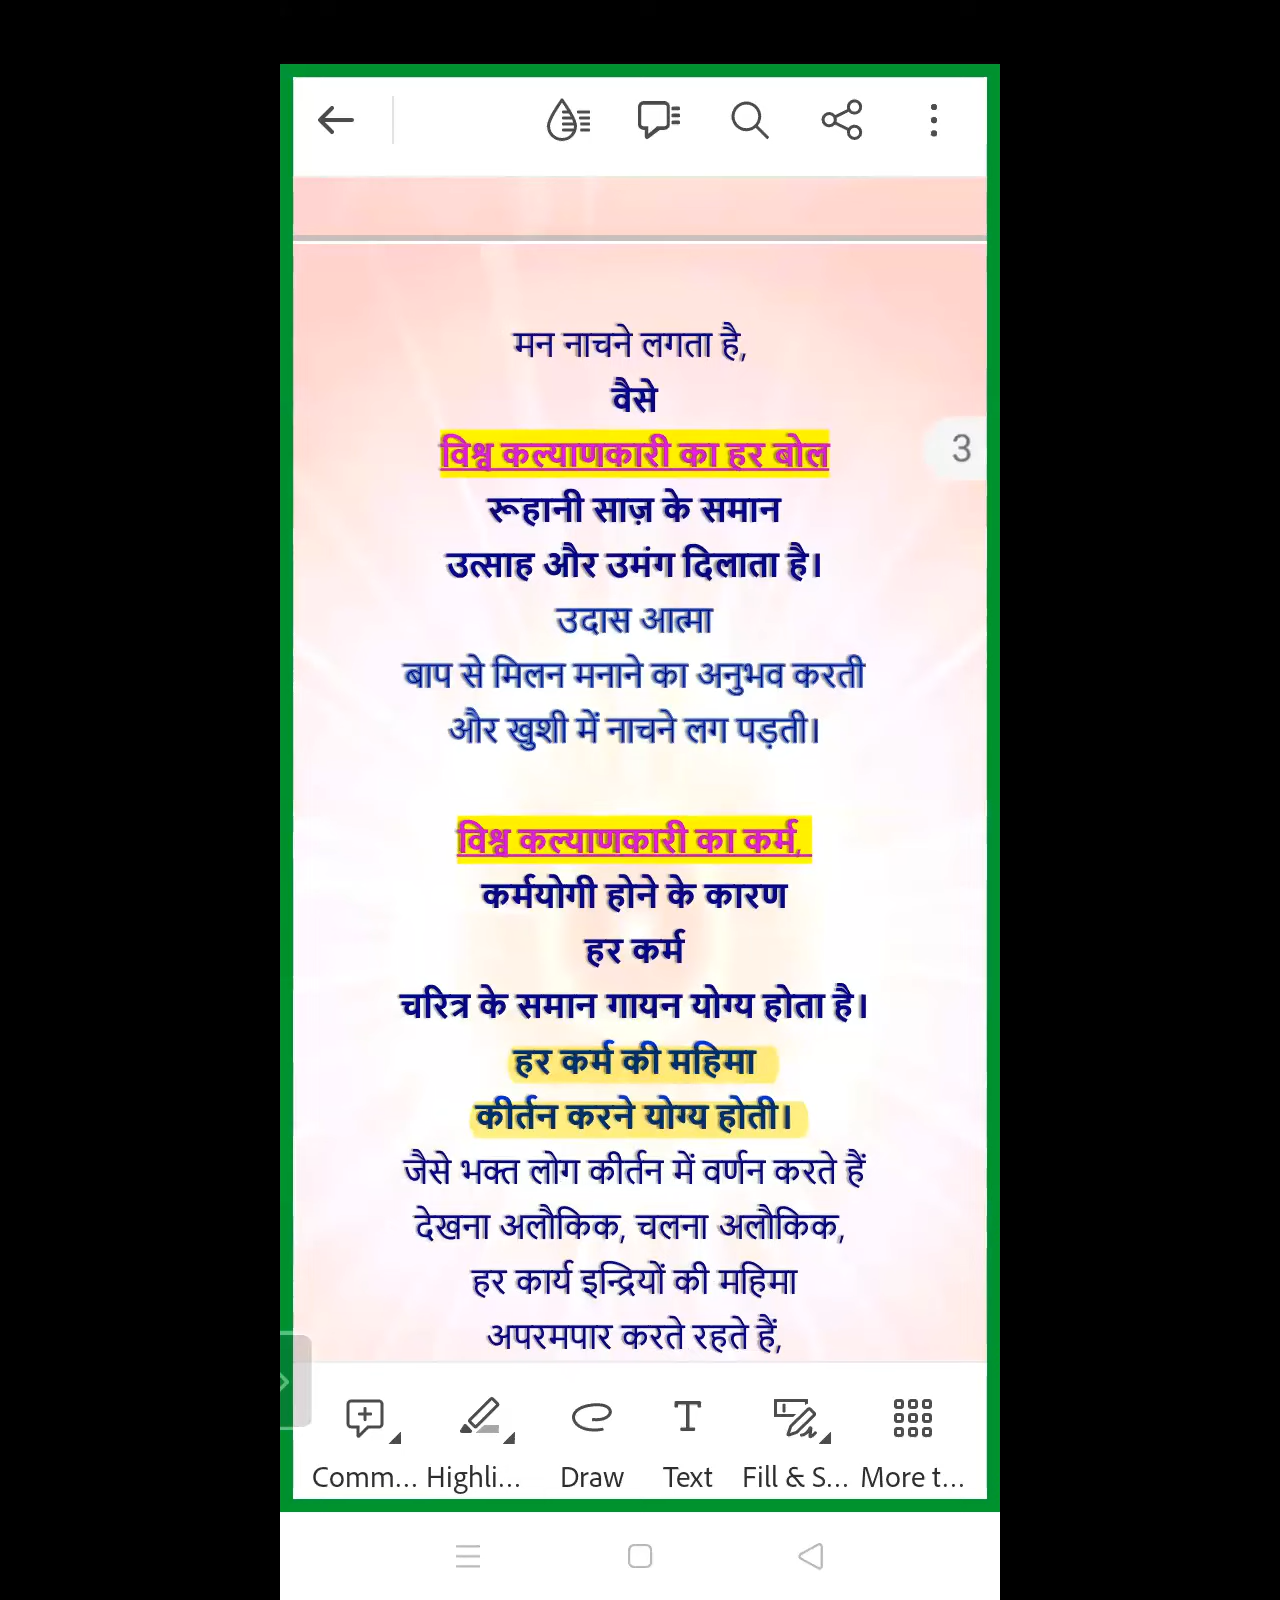 मन नाचने लगता है,
वैसे
विश्व कल्याणकारी का हर बोल
3
रूहानी साज़ के समान
उत्साह और उमंग दिलाता है।
उदास आत्मा
बाप से मिलन मनाने का अनुभव करती
और खुशी में नाचने लग पड़ती।
विश्व कल्याणकारी का कर्म,
कर्मयोगी होने के कारण
हर कर्म
चरित्र के समान गायन योग्य होता है।
हर कर्म की महिमा
कीर्तन करने योग्य होती।
जैसे भक्त लोग कीर्तन में वर्णन करते हैं
देखना अलौकिक, चलना अलौकिक,
हर कार्य इन्द्रियों की महिमा
अपरमपार करते रहते हैं,
Comm... Highli... Draw Text Fill & S... More t...